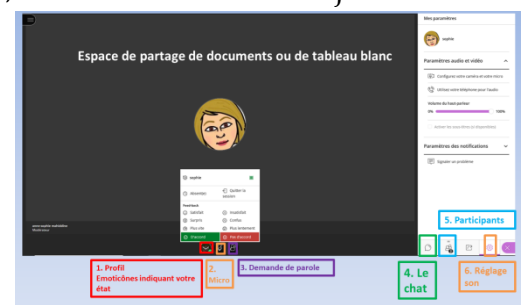 Espace de partage de documents ou de tableau blanc
Mes paramètres
sophie
Paramètres audio et vidéo
Configurez votre caméra et votre micro
Utilisez votre téléphone pour l'audio
Volume du haut-parleur
0%
100%
Paramètres des notifications
Signaler un problème
sophie
Absent(e)
Quitter la session
Feedback
Satisfait
Insatisfait
Surpris
Confus
Plus vite
Plus lentement
D'accord
Pas d'accord
Modérateur
1. Profil
Emoticônes indiquant votre
état
2.
Micro
3. Demande de parole
4. Le
chat
5. Participants
6. Réglage
son